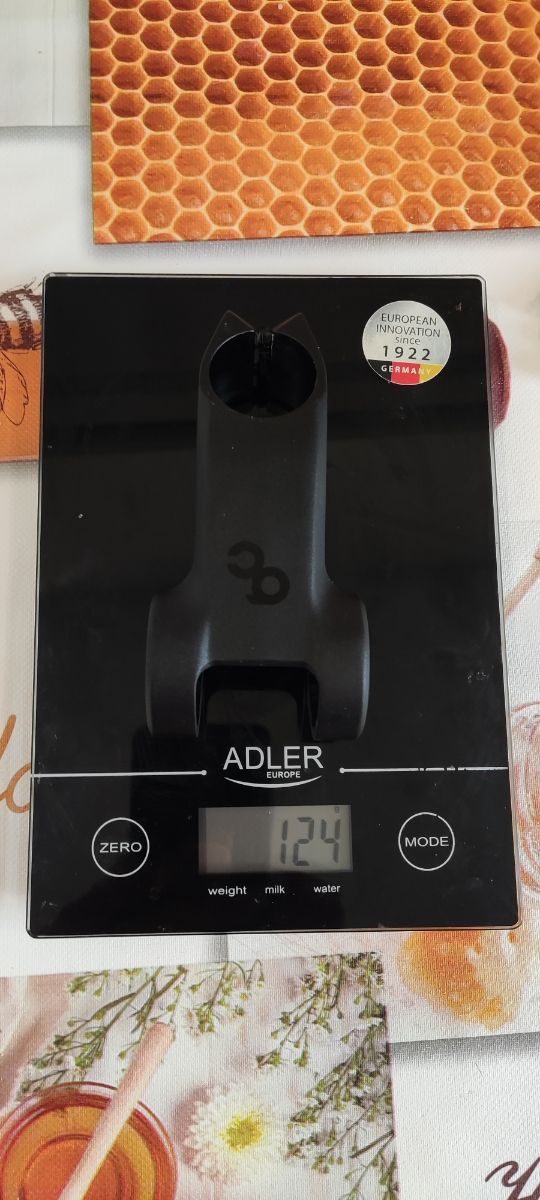 EUROPEAN
INNOVATION
since
1922
GERMANY
ADLER
EUROPE
ZERO
124
g
MODE
weight milk water